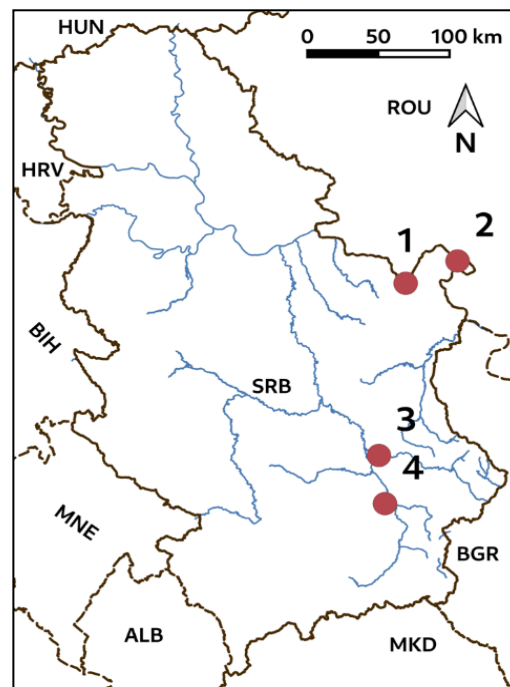 HUN
0 50 100 km
ROU
N
HRV
1
2
BIH
SRB
3
4
MNE
BGR
ALB
MKD